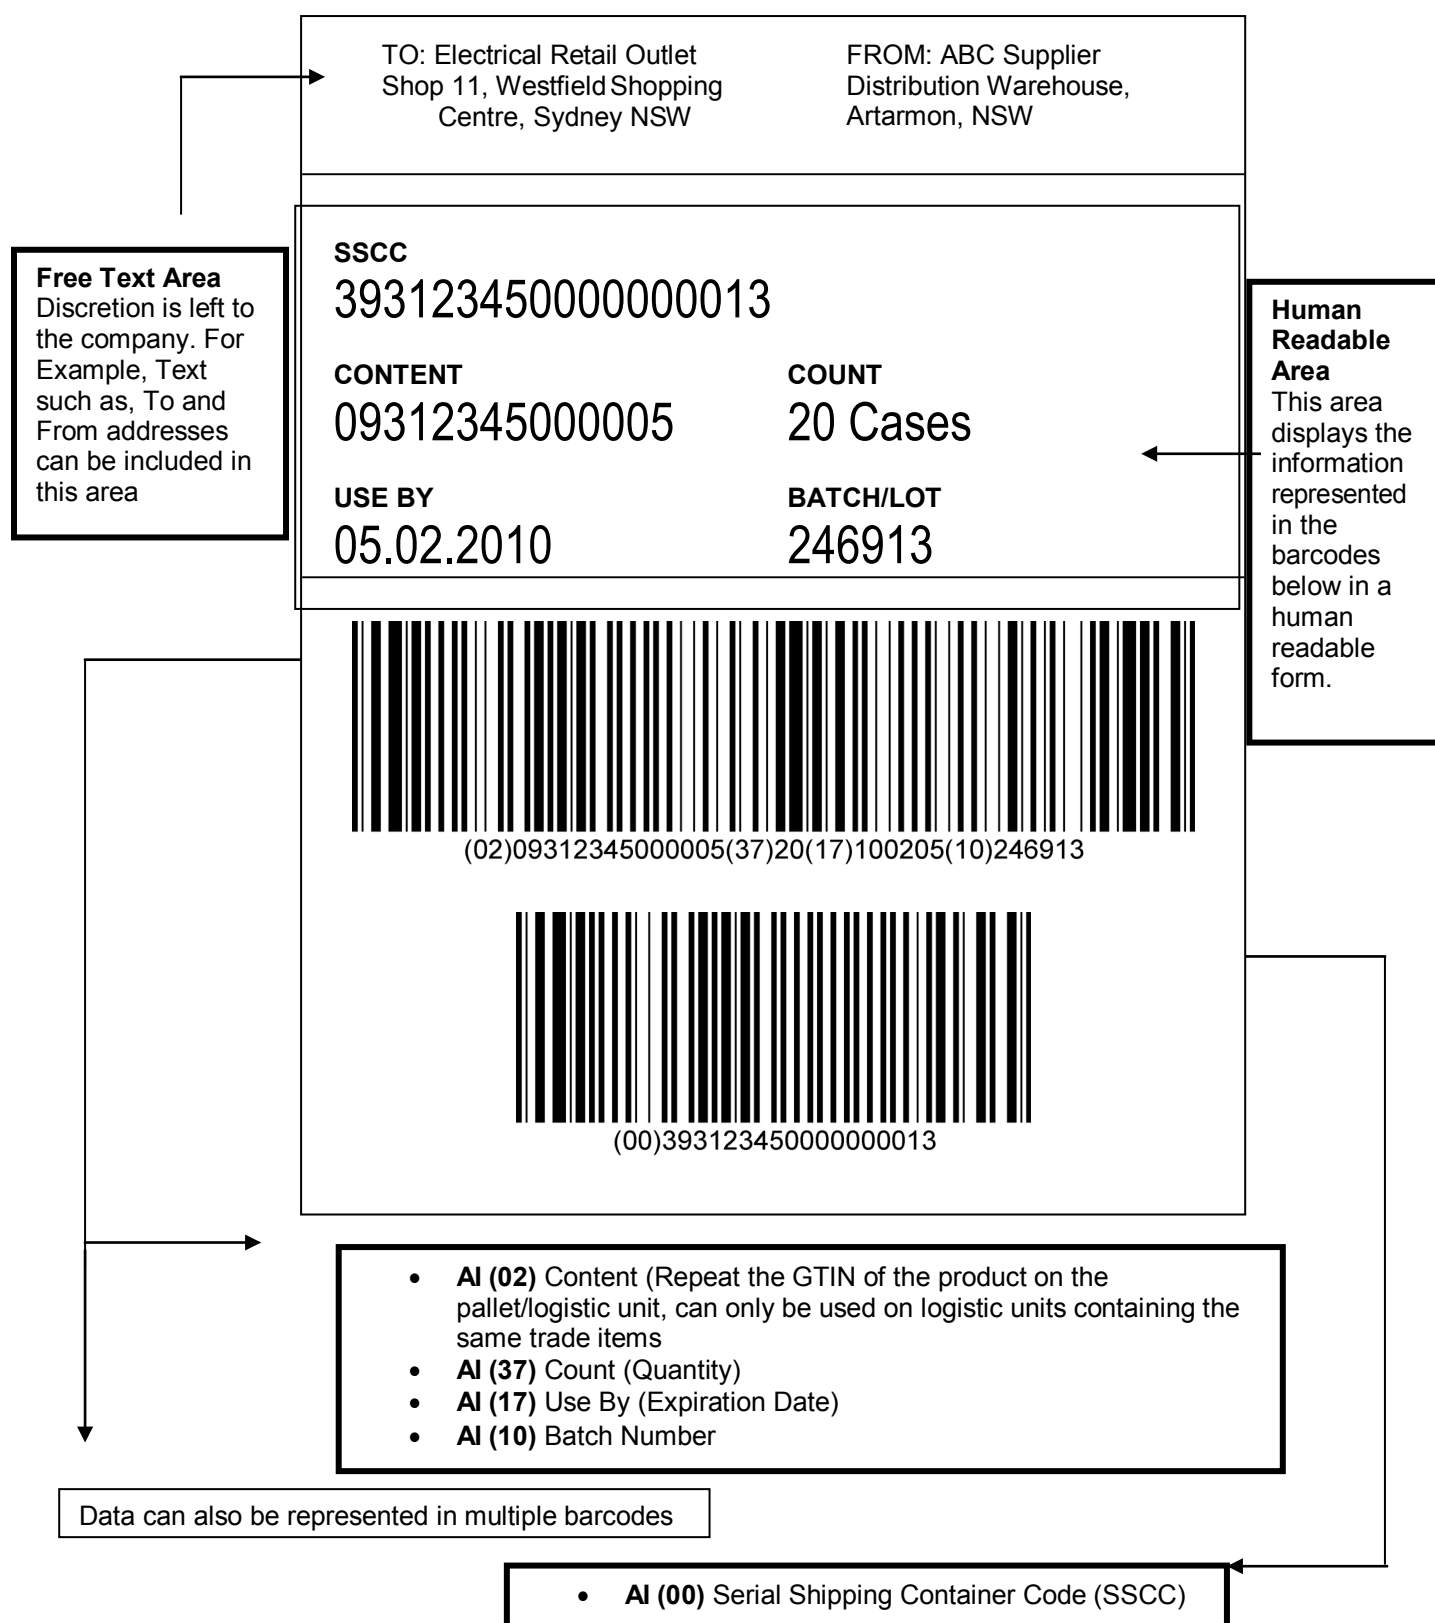 TO: Electrical Retail Outlet
Shop 11, Westfield Shopping
Centre, Sydney NSW
FROM: ABC Supplier
Distribution Warehouse,
Artarmon, NSW
Free Text Area
Discretion is left to
the company. For
Example, Text
such as, To and
From addresses
can be included in
this area
SSCC
393123450000000013
CONTENT
09312345000005
COUNT
20 Cases
USE BY
05.02.2010
BATCH/LOT
246913
Human
Readable
Area
This area
displays the
information
represented
in the
barcodes
below in a
human
readable
form.
(02)09312345000005(37)20(17)100205(10)246913
(00)393123450000000013
• AI (02) Content (Repeat the GTIN of the product on the
pallet/logistic unit, can only be used on logistic units containing the
same trade items
• AI (37) Count (Quantity)
• AI (17) Use By (Expiration Date)
• AI (10) Batch Number
Data can also be represented in multiple barcodes
• AI (00) Serial Shipping Container Code (SSCC)